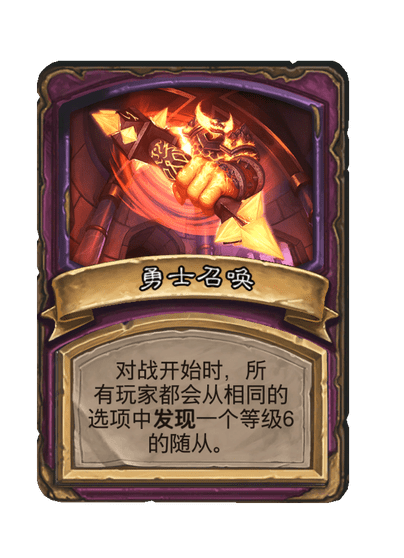 勇士召唤
对战开始时，所
有玩家都会从相同的
选项中发现一个等级6
的随从。